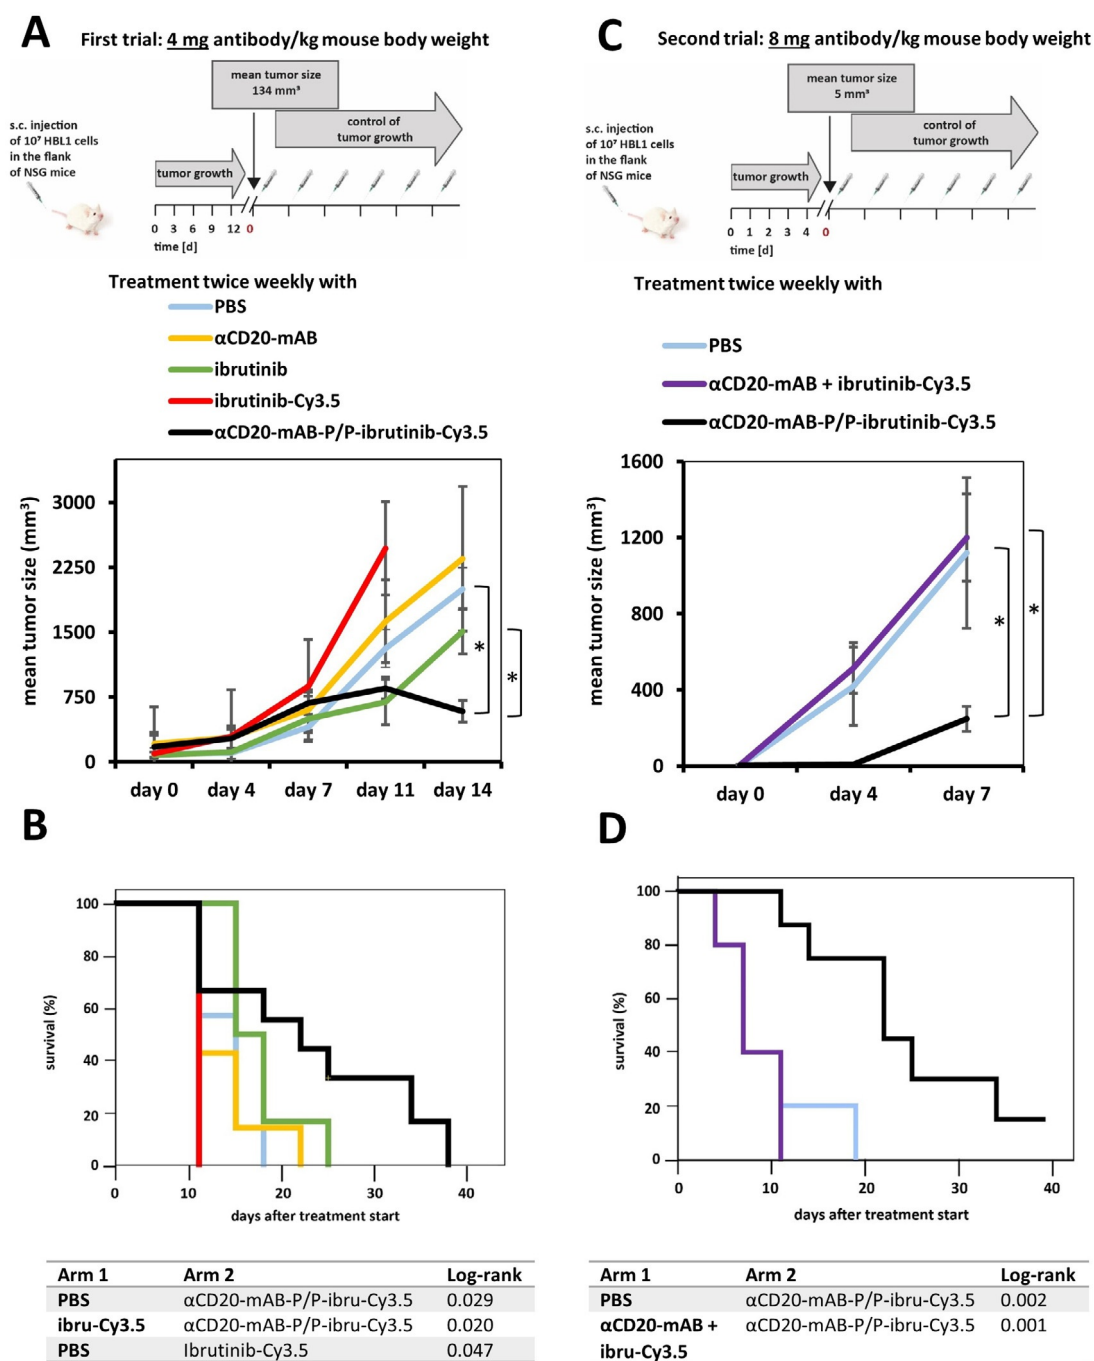 A
First trial: 4 mg antibody/kg mouse body weight
mean tumor size
134 mm³
s.c. injection
of 10⁷ HBL1 cells
in the flank
of NSG mice
control of
tumor growth
tumor growth
0 3 6 9 12 0
time [d]
Treatment twice weekly with
PBS
αCD20-mAB
ibrutinib
ibrutinib-Cy3.5
αCD20-mAB-P/P-ibrutinib-Cy3.5
mean tumor size (mm³)
3000
2250
1500
750
0
*
*
day 0 day 4 day 7 day 11 day 14
B
survival (%)
100
80
60
40
20
0
0 10 20 30 40
days after treatment start
Arm 1 Arm 2 Log-rank
PBS αCD20-mAB-P/P-ibru-Cy3.5 0.029
ibru-Cy3.5 αCD20-mAB-P/P-ibru-Cy3.5 0.020
PBS Ibrutinib-Cy3.5 0.047
C
Second trial: 8 mg antibody/kg mouse body weight
mean tumor size
5 mm³
s.c. injection
of 10⁷ HBL1 cells
in the flank
of NSG mice
control of
tumor growth
tumor growth
0 1 2 3 4 0
time [d]
Treatment twice weekly with
PBS
αCD20-mAB + ibrutinib-Cy3.5
αCD20-mAB-P/P-ibrutinib-Cy3.5
mean tumor size (mm³)
1600
1200
800
400
0
*
*
day 0 day 4 day 7
D
survival (%)
100
80
60
40
20
0
0 10 20 30 40
days after treatment start
Arm 1 Arm 2 Log-rank
PBS αCD20-mAB-P/P-ibru-Cy3.5 0.002
αCD20-mAB + αCD20-mAB-P/P-ibru-Cy3.5 0.001
ibru-Cy3.5